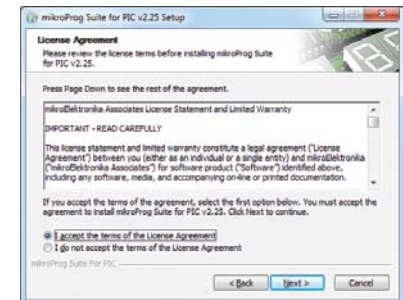 mikroProg Suite for PIC v2.25 Setup
License Agreement
Please review the license terms before installing mikroProg Suite
for PIC v2.25.
Press Page Down to see the rest of the agreement.
mikroElektronika Associates License Statement and Limited Warranty
IMPORTANT - READ CAREFULLY
This license statement and limited warranty constitute a legal agreement ("License
Agreement") between you (either as an individual or a single entity) and mikroElektronika
("mikroElektronika Associates") for software product ("Software") identified above,
including any software, media, and accompanying on-line or printed documentation.
If you accept the terms of the agreement, select the first option below. You must accept the
agreement to install mikroProg Suite for PIC v2.25. Click Next to continue.
I accept the terms of the License Agreement
I do not accept the terms of the License Agreement
mikroProg Suite For PIC
< Back Next > Cancel